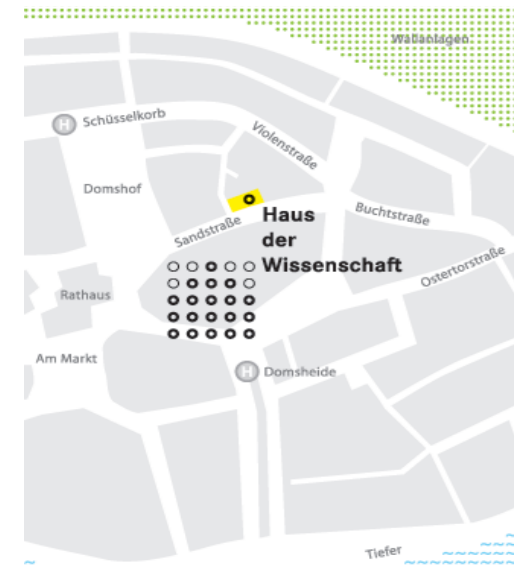 Wallanlagen
H Schüsselkorb
Violenstraße
Domshof
Buchtstraße
Sandstraße
Haus
der
Wissenschaft
Ostertorstraße
Rathaus
Am Markt
H Domsheide
Tiefer